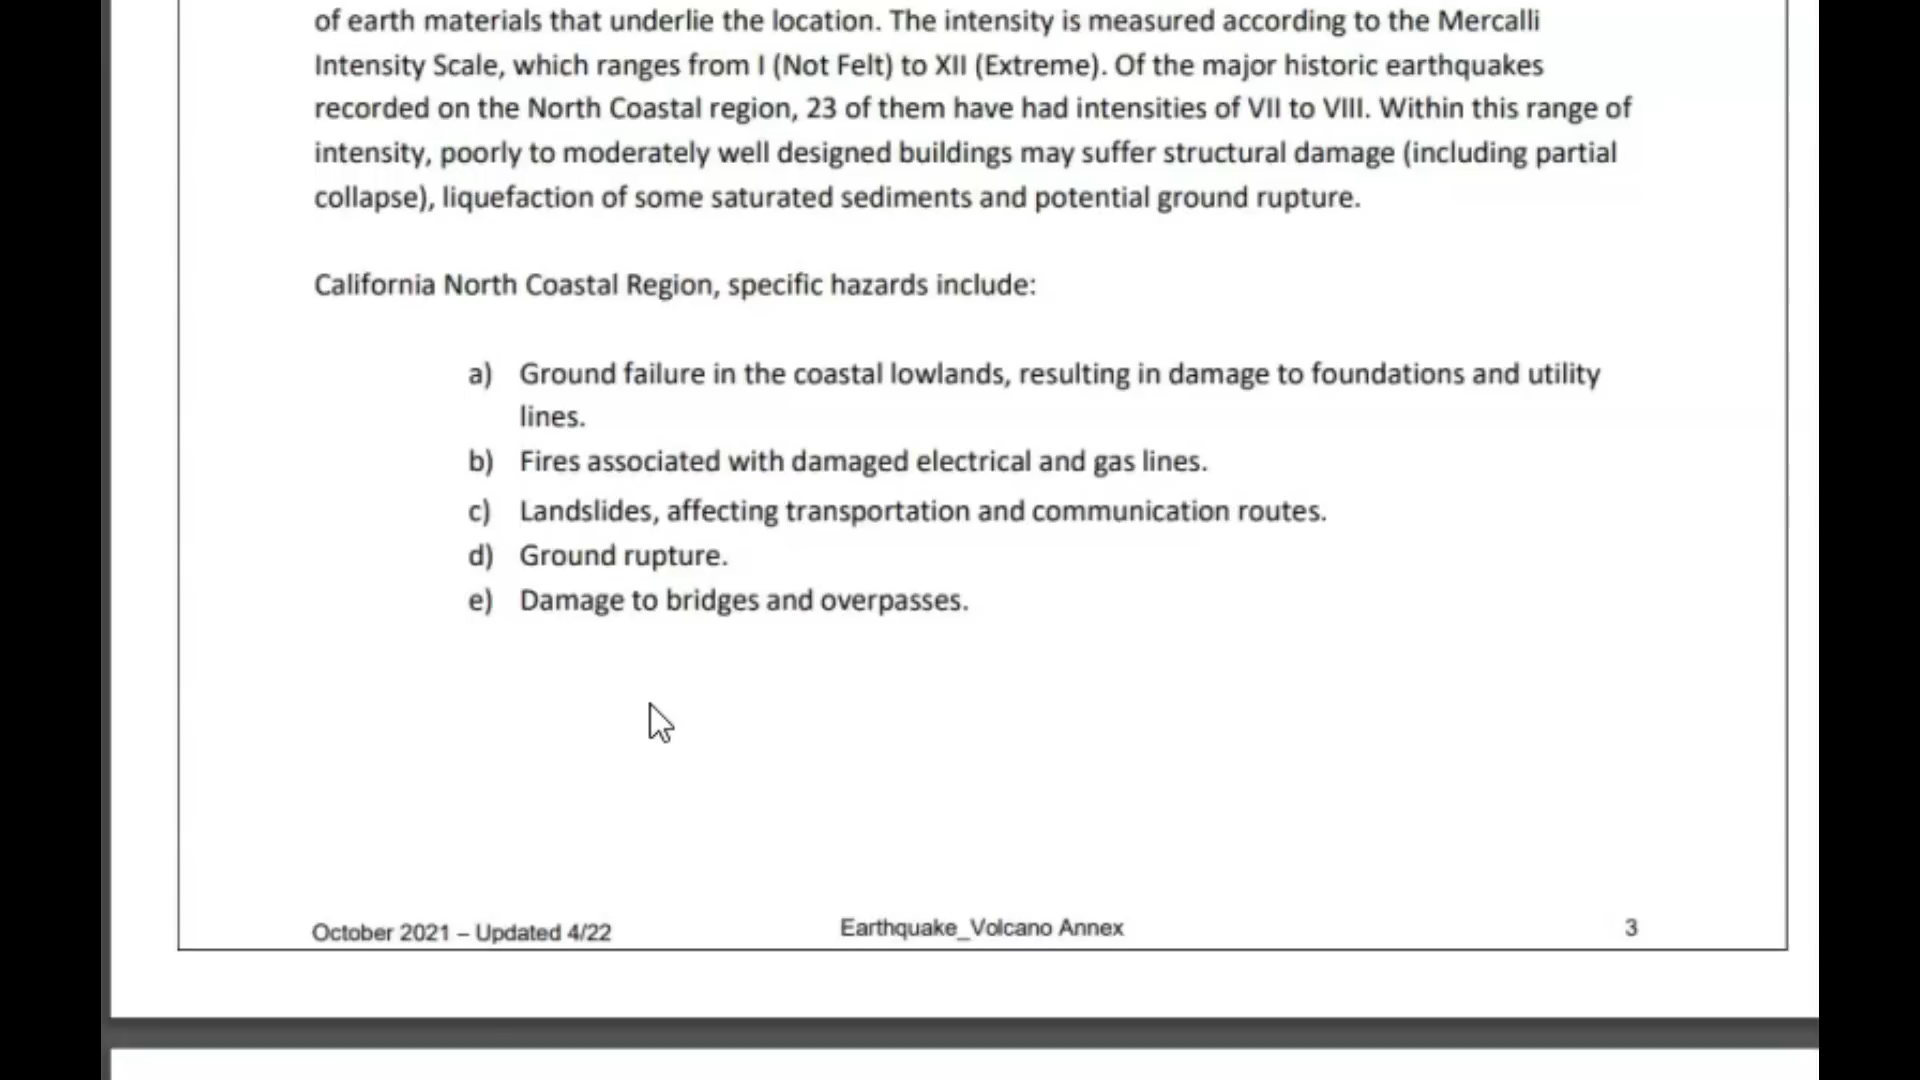 of earth materials that underlie the location. The intensity is measured according to the Mercalli
Intensity Scale, which ranges from I (Not Felt) to XII (Extreme). Of the major historic earthquakes
recorded on the North Coastal region, 23 of them have had intensities of VII to VIII. Within this range of
intensity, poorly to moderately well designed buildings may suffer structural damage (including partial
collapse), liquefaction of some saturated sediments and potential ground rupture.
California North Coastal Region, specific hazards include:
a) Ground failure in the coastal lowlands, resulting in damage to foundations and utility
lines.
b) Fires associated with damaged electrical and gas lines.
c) Landslides, affecting transportation and communication routes.
d) Ground rupture.
e) Damage to bridges and overpasses.
October 2021 – Updated 4/22 Earthquake_Volcano Annex 3